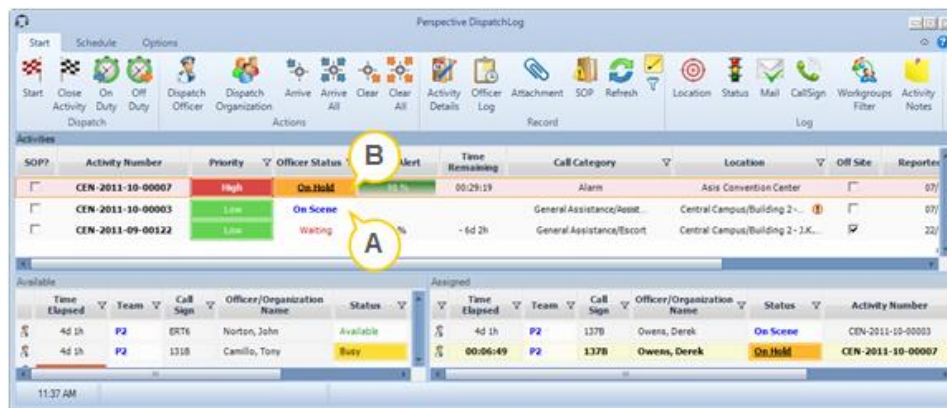 Perspective DispatchLog
Start Schedule Options
Start Close Activity On Duty Off Duty Dispatch Officer Dispatch Organization Arrive Arrive All Clear Clear All Activity Details Officer Log Attachment SOP Refresh Location Status Mail CallSign Workgroups Filter Activity Notes
Dispatch Actions Record Log
Activities
SOP? Activity Number Priority Officer Status B Alert Time Remaining Call Category Location Off Site Reported
CEN-2011-10-00007 High On Hold 00:29:19 Alarm Asis Convention Center 07/
CEN-2011-10-00003 Low On Scene General Assistance/Assist... Central Campus/Building 2 -... 07/
CEN-2011-09-00122 Low Waiting A % - 6d 2h General Assistance/Escort Central Campus/Building 2 - J.K... 22/
Available Assigned
Time Elapsed Team Call Sign Officer/Organization Name Status Time Elapsed Team Call Sign Officer/Organization Name Status Activity Number
4d 1h P2 ERT6 Norton, John Available 4d 1h P2 137B Owens, Derek On Scene CEN-2011-10-00003
4d 1h P2 131B Camillo, Tony Busy 00:06:49 P2 137B Owens, Derek On Hold CEN-2011-10-00007
11:37 AM